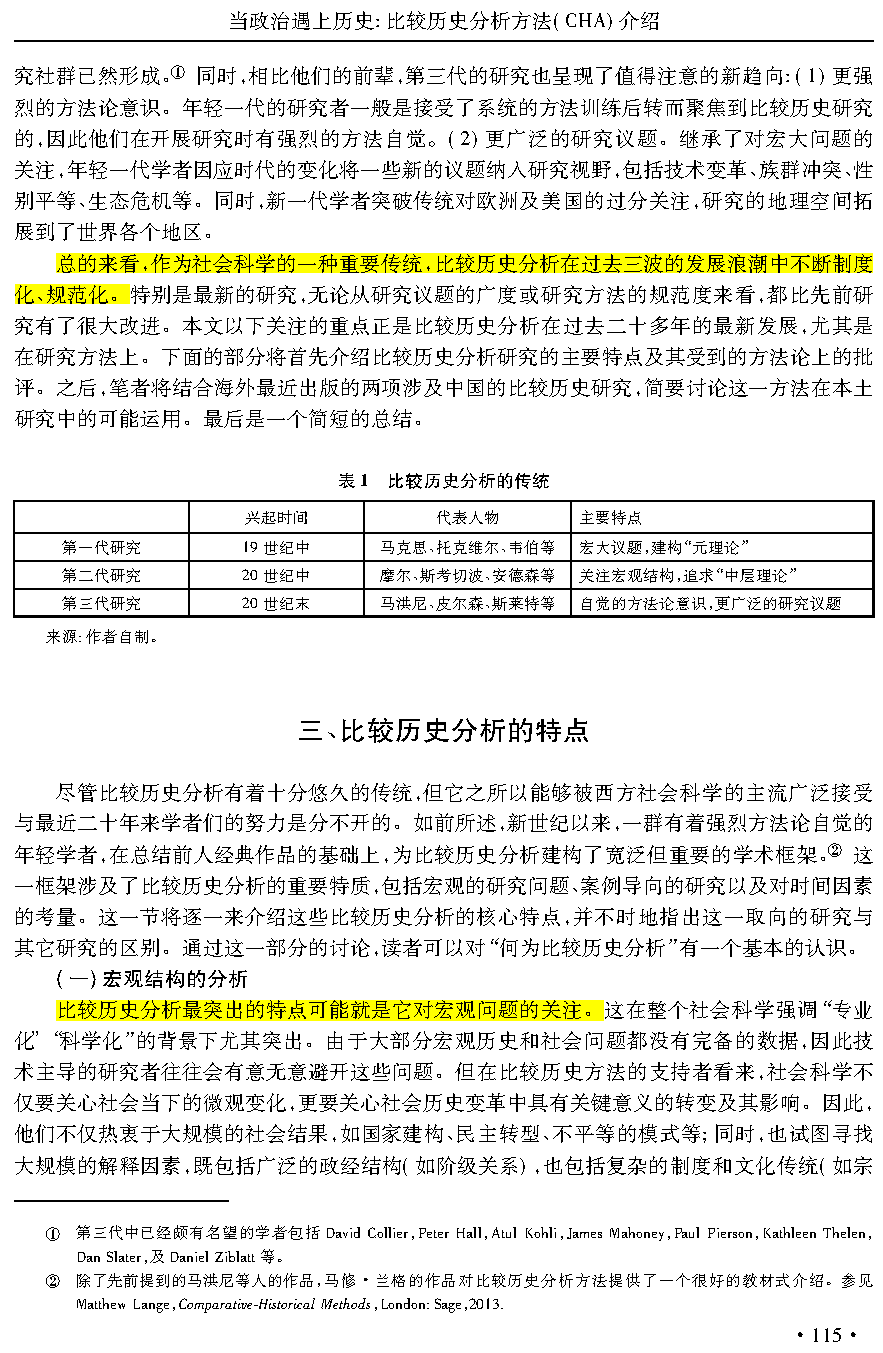 当政治遇上历史:比较历史分析方法(CHA)介绍
究社群已然形成。① 同时,相比他们的前辈,第三代的研究也呈现了值得注意的新趋向:(1)更强
烈的方法论意识。年轻一代的研究者一般是接受了系统的方法训练后转而聚焦到比较历史研究
的,因此他们在开展研究时有强烈的方法自觉。(2)更广泛的研究议题。继承了对宏大问题的
关注,年轻一代学者因应时代的变化将一些新的议题纳入研究视野,包括技术变革、族群冲突、性
别平等、生态危机等。同时,新一代学者突破传统对欧洲及美国的过分关注,研究的地理空间拓
展到了世界各个地区。
总的来看,作为社会科学的一种重要传统,比较历史分析在过去三波的发展浪潮中不断制度
化、规范化。特别是最新的研究,无论从研究议题的广度或研究方法的规范度来看,都比先前研
究有了很大改进。本文以下关注的重点正是比较历史分析在过去二十多年的最新发展,尤其是
在研究方法上。下面的部分将首先介绍比较历史分析研究的主要特点及其受到的方法论上的批
评。之后,笔者将结合海外最近出版的两项涉及中国的比较历史研究,简要讨论这一方法在本土
研究中的可能运用。最后是一个简短的总结。
表1 比较历史分析的传统
兴起时间 代表人物 主要特点
第一代研究 19 世纪中 马克思、托克维尔、韦伯等 宏大议题,建构“元理论”
第二代研究 20 世纪中 摩尔、斯考切波、安德森等 关注宏观结构,追求“中层理论”
第三代研究 20 世纪末 马洪尼、皮尔森、斯莱特等 自觉的方法论意识,更广泛的研究议题
来源:作者自制。
三、比较历史分析的特点
尽管比较历史分析有着十分悠久的传统,但它之所以能够被西方社会科学的主流广泛接受
与最近二十年来学者们的努力是分不开的。如前所述,新世纪以来,一群有着强烈方法论自觉的
年轻学者,在总结前人经典作品的基础上,为比较历史分析建构了宽泛但重要的学术框架。② 这
一框架涉及了比较历史分析的重要特质,包括宏观的研究问题、案例导向的研究以及对时间因素
的考量。这一节将逐一来介绍这些比较历史分析的核心特点,并不时地指出这一取向的研究与
其它研究的区别。通过这一部分的讨论,读者可以对“何为比较历史分析”有一个基本的认识。
(一)宏观结构的分析
比较历史分析最突出的特点可能就是它对宏观问题的关注。这在整个社会科学强调“专业
化”“科学化”的背景下尤其突出。由于大部分宏观历史和社会问题都没有完备的数据,因此技
术主导的研究者往往会有意无意避开这些问题。但在比较历史方法的支持者看来,社会科学不
仅要关心社会当下的微观变化,更要关心社会历史变革中具有关键意义的转变及其影响。因此,
他们不仅热衷于大规模的社会结果,如国家建构、民主转型、不平等的模式等;同时,也试图寻找
大规模的解释因素,既包括广泛的政经结构(如阶级关系),也包括复杂的制度和文化传统(如宗
① 第三代中已经颇有名望的学者包括 David Collier,Peter Hall,Atul Kohli,James Mahoney,Paul Pierson,Kathleen Thelen,
Dan Slater,及 Daniel Ziblatt 等。
② 除了先前提到的马洪尼等人的作品,马修·兰格的作品对比较历史分析方法提供了一个很好的教材式介绍。参见
Matthew Lange,Comparative-Historical Methods,London:Sage,2013.
·115·